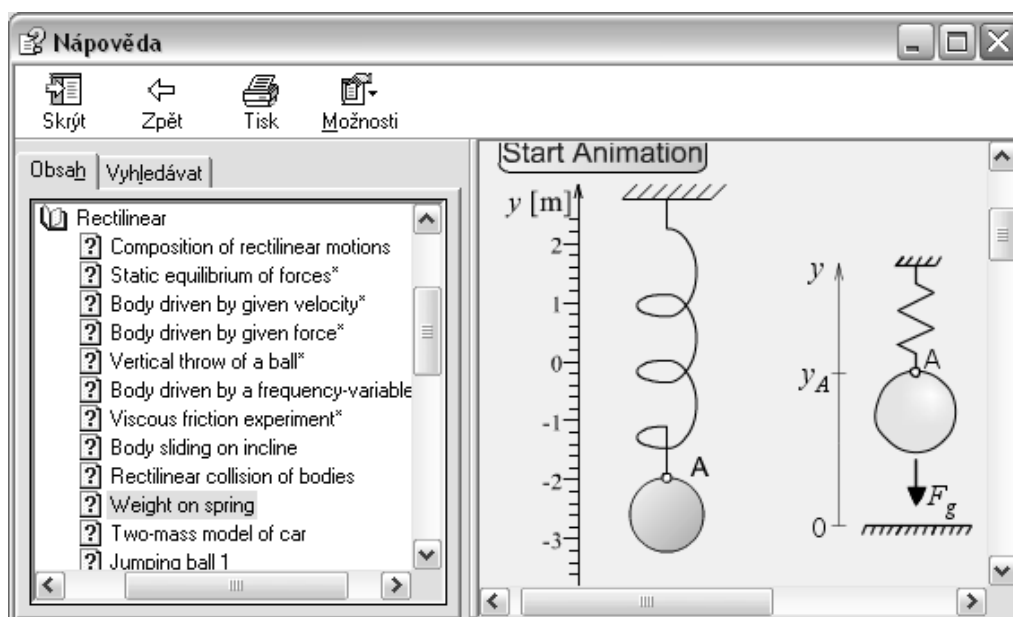 Nápověda
Skrýt Zpět Tisk Možnosti
Obsah Vyhledávat
Rectilinear
Composition of rectilinear motions
Static equilibrium of forces*
Body driven by given velocity*
Body driven by given force*
Vertical throw of a ball*
Body driven by a frequency-variable
Viscous friction experiment*
Body sliding on incline
Rectilinear collision of bodies
Weight on spring
Two-mass model of car
Jumping ball 1
Start Animation
y [m]
2
1
0
-1
-2
-3
A
y
y_A
A
F_g
0